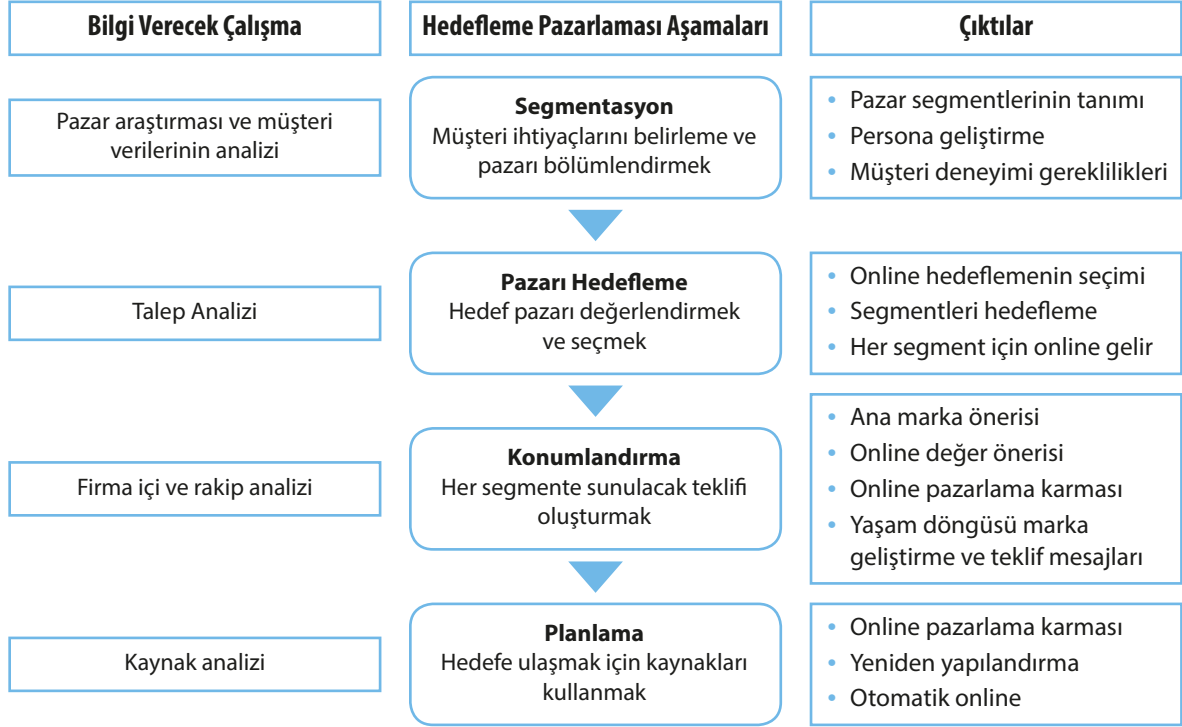 Bilgi Verecek Çalışma
Hedefleme Pazarlaması Aşamaları
Çıktılar
Pazar araştırması ve müşteri
verilerinin analizi
Segmentasyon
Müşteri ihtiyaçlarını belirleme ve
pazarı bölümlendirmek
• Pazar segmentlerinin tanımı
• Persona geliştirme
• Müşteri deneyimi gereklilikleri
Talep Analizi
Pazarı Hedefleme
Hedef pazarı değerlendirmek
ve seçmek
• Online hedeflemenin seçimi
• Segmentleri hedefleme
• Her segment için online gelir
Firma içi ve rakip analizi
Konumlandırma
Her segmente sunulacak teklifi
oluşturmak
• Ana marka önerisi
• Online değer önerisi
• Online pazarlama karması
• Yaşam döngüsü marka
geliştirme ve teklif mesajları
Kaynak analizi
Planlama
Hedefe ulaşmak için kaynakları
kullanmak
• Online pazarlama karması
• Yeniden yapılandırma
• Otomatik online